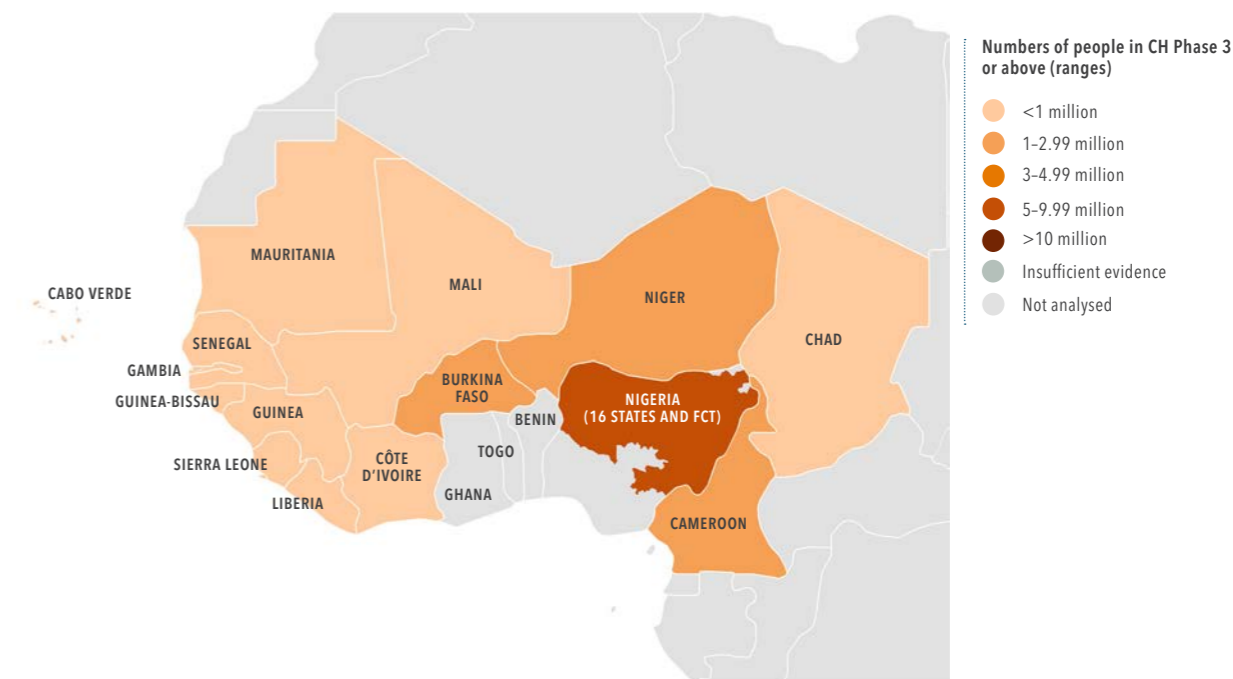 Numbers of people in CH Phase 3
or above (ranges)
<1 million
1–2.99 million
3–4.99 million
5–9.99 million
>10 million
Insufficient evidence
Not analysed
MAURITANIA
MALI
NIGER
CHAD
CABO VERDE
SENEGAL
GAMBIA
GUINEA-BISSAU
GUINEA
BURKINA
FASO
BENIN
NIGERIA
(16 STATES AND FCT)
SIERRA LEONE
CÔTE
D’IVOIRE
TOGO
GHANA
LIBERIA
CAMEROON